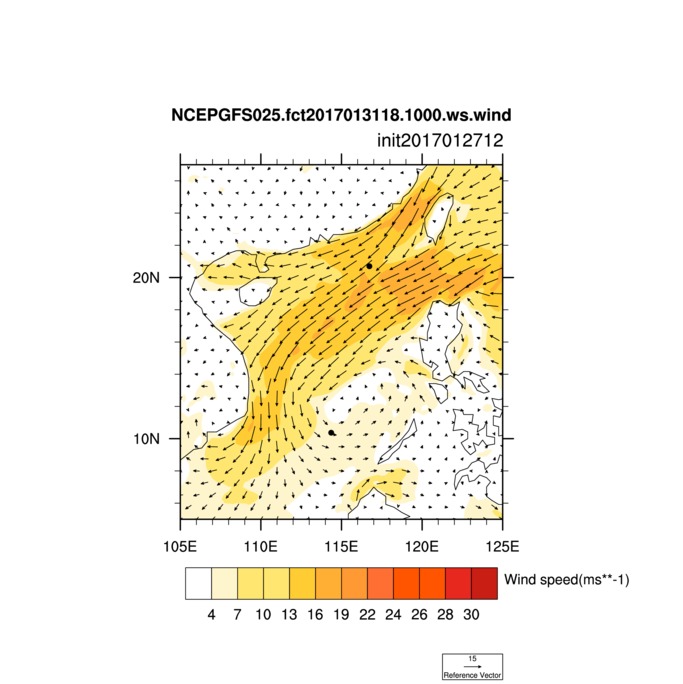 NCEPGFS025.fct2017013118.1000.ws.wind
init2017012712
20N
10N
105E 110E 115E 120E 125E
Wind speed(ms**-1)
4 7 10 13 16 19 22 24 26 28 30
15
Reference Vector